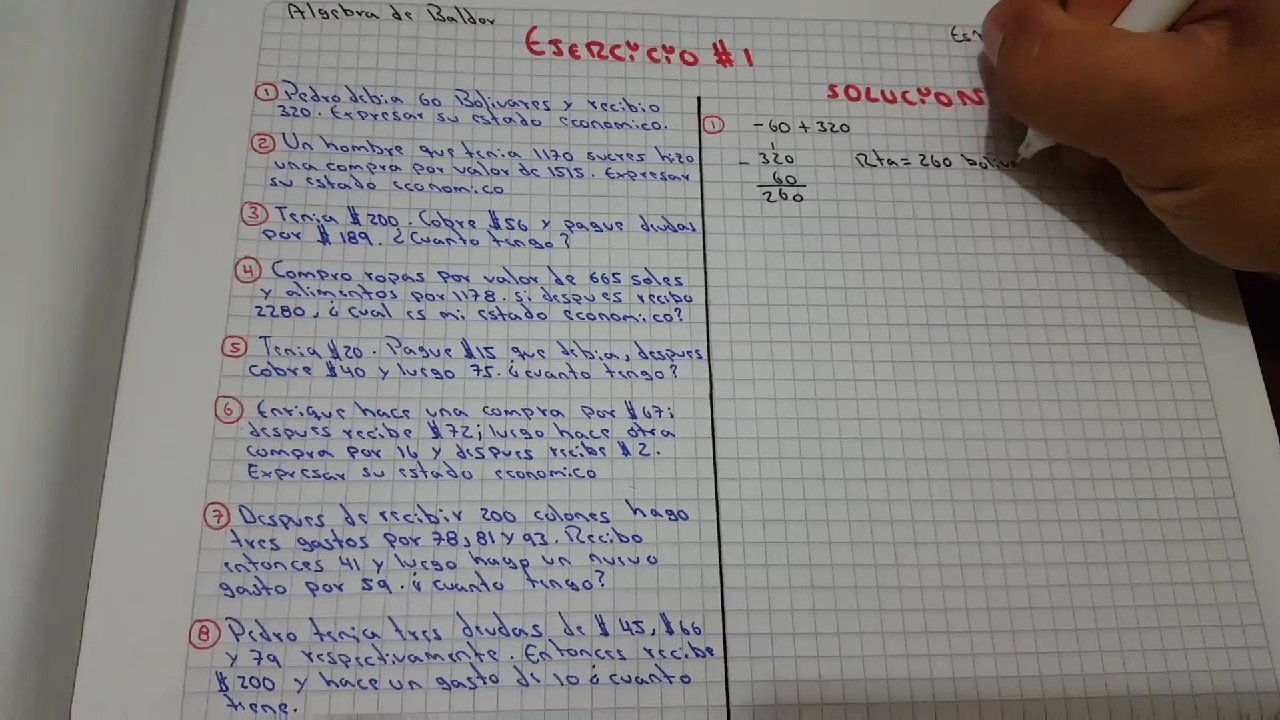 Algebra de Baldor
EJERCICIO #1
① Pedro debia 60 Bolivares y recibio
320. Expresar su estado economico.
② Un hombre que tenia 1170 sucres hizo
una compra por valor de 1515. Expresar
su estado economico
③ Tenia $200. Cobre $56 y pague deudas
por $189. ¿Cuanto tengo?
④ Compro ropas por valor de 665 soles
y alimentos por 1178. si despues recibo
2280, ¿cual es mi estado economico?
⑤ Tenia $20. Pague $15 que debia, despues
cobre $40 y luego 75. ¿cuanto tengo?
⑥ Enrique hace una compra por $67;
despues recibe $72; luego hace otra
compra por 16 y despues recibe $2.
Expresar su estado economico
⑦ Despues de recibir 200 colones hago
tres gastos por 78, 81 y 93. Recibo
entonces 41 y luego hago un nuevo
gasto por 59. ¿cuanto tengo?
⑧ Pedro tenia tres deudas de $45, $66
y 79 respectivamente. Entonces recibe
$200 y hace un gasto de 10 ¿cuanto
tiene.
SOLUCION
① -60 + 320
1
- 320
60
260
Rta = 260 boliva